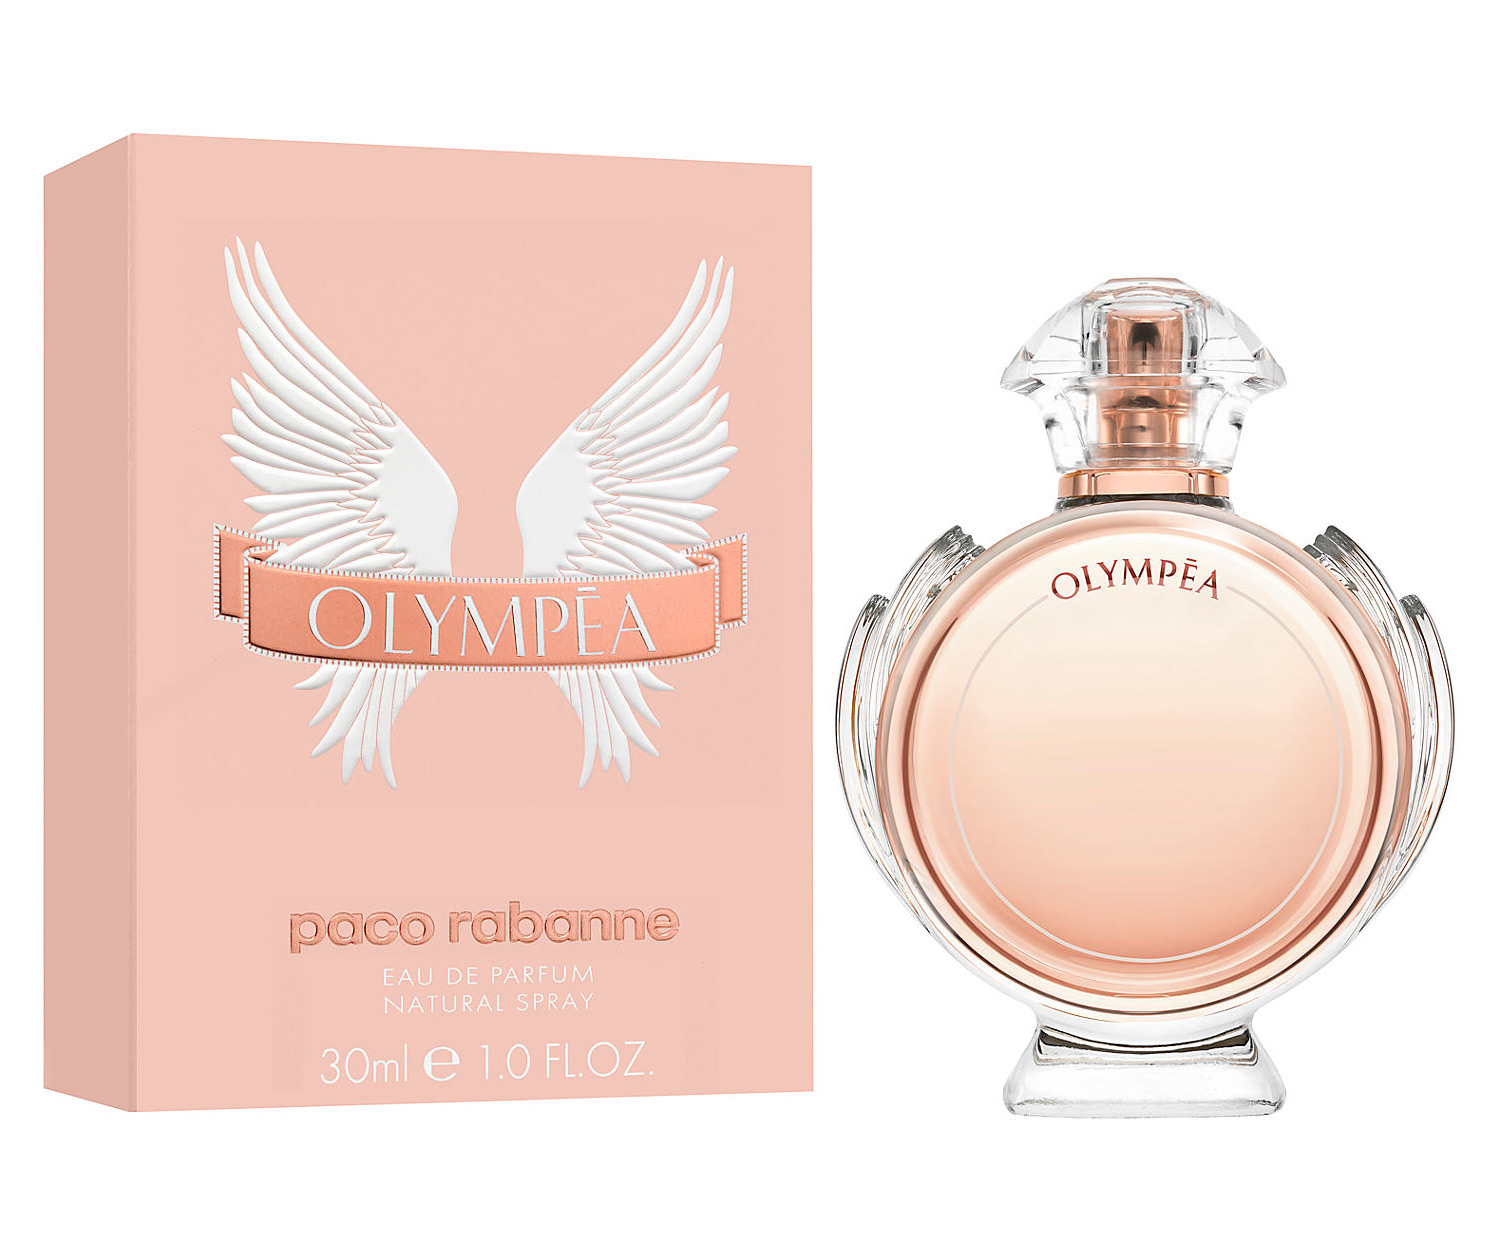 OLYMPĒA
paco rabanne
EAU DE PARFUM
NATURAL SPRAY
30ml e 1.0 FL.OZ.
OLYMPĒA